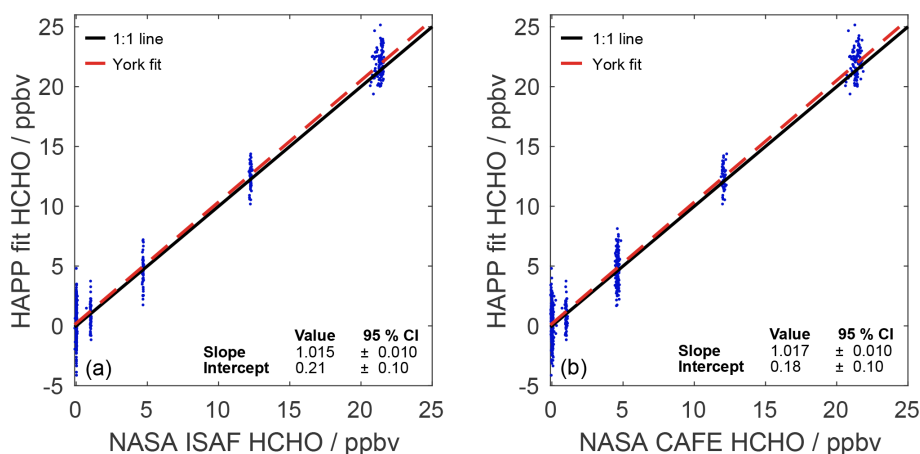 1:1 line
York fit
Value 95 % CI
Slope 1.015 ± 0.010
Intercept 0.21 ± 0.10
(a)
HAPP fit HCHO / ppbv
25
20
15
10
5
0
-5
0 5 10 15 20 25
NASA ISAF HCHO / ppbv
1:1 line
York fit
Value 95 % CI
Slope 1.017 ± 0.010
Intercept 0.18 ± 0.10
(b)
HAPP fit HCHO / ppbv
25
20
15
10
5
0
-5
0 5 10 15 20 25
NASA CAFE HCHO / ppbv